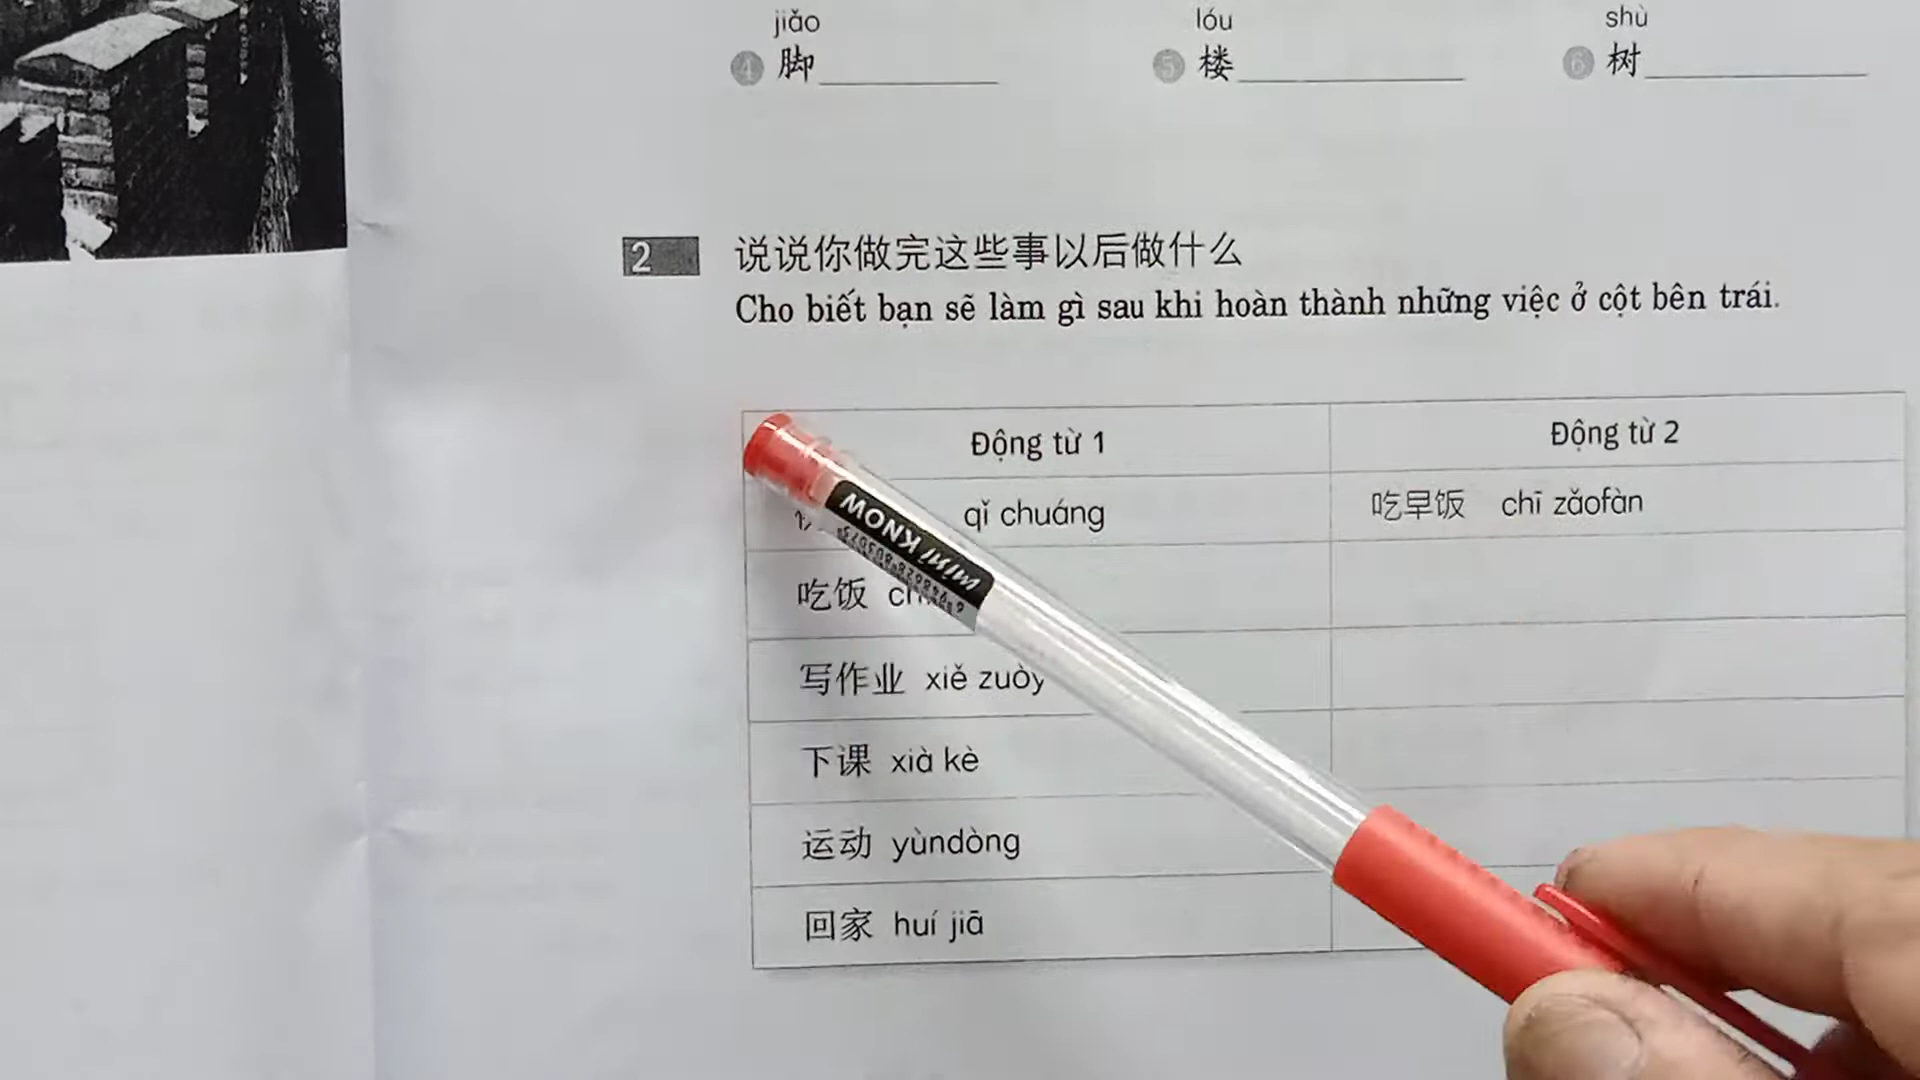 jiǎo lóu shù
4 脚 5 楼 6 树
2 说说你做完这些事以后做什么
Cho biết bạn sẽ làm gì sau khi hoàn thành những việc ở cột bên trái.
Động từ 1 Động từ 2
qǐ chuáng 吃早饭 chī zǎofàn
吃饭
写作业 xiě zuòy
下课 xià kè
运动 yùndòng
回家 huí jiā
mini KNOW